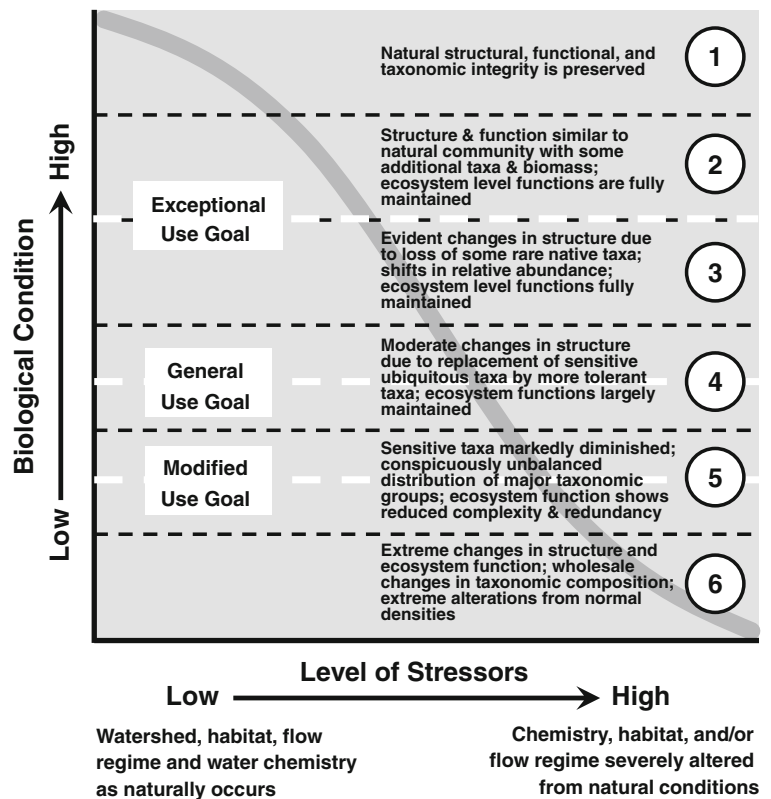 Natural structural, functional, and
taxonomic integrity is preserved
1
Structure & function similar to
natural community with some
additional taxa & biomass;
ecosystem level functions are fully
maintained
2
Exceptional
Use Goal
Evident changes in structure due
to loss of some rare native taxa;
shifts in relative abundance;
ecosystem level functions fully
maintained
3
General
Use Goal
Moderate changes in structure
due to replacement of sensitive
ubiquitous taxa by more tolerant
taxa; ecosystem functions largely
maintained
4
Modified
Use Goal
Sensitive taxa markedly diminished;
conspicuously unbalanced
distribution of major taxonomic
groups; ecosystem function shows
reduced complexity & redundancy
5
Extreme changes in structure and
ecosystem function; wholesale
changes in taxonomic composition;
extreme alterations from normal
densities
6
Biological Condition
High
Low
Level of Stressors
Low
High
Watershed, habitat, flow
regime and water chemistry
as naturally occurs
Chemistry, habitat, and/or
flow regime severely altered
from natural conditions